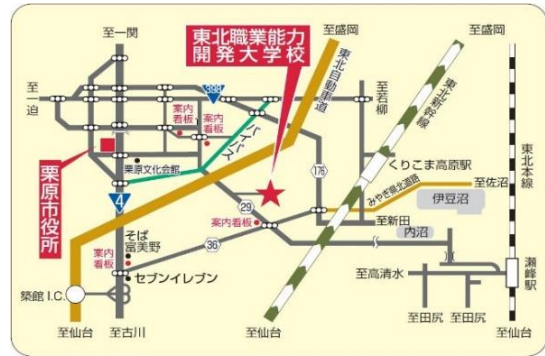 至一関
東北職業能力
開発大学校
至盛岡
至盛岡
至
一
迫
398
東北自動車道
至若柳
東北新幹線
案内
看板
案内
看板
バイパス
栗原文化会館
くりこま高原駅
東北本線
栗原市役所
4
176
みやぎ県北道路
至佐沼
伊豆沼
29
案内看板
至新田
内沼
そば
富美野
案内
看板
36
セブンイレブン
至高清水
瀬峰駅
築館I.C.
至仙台
至古川
至仙台
至田尻
至田尻
至仙台